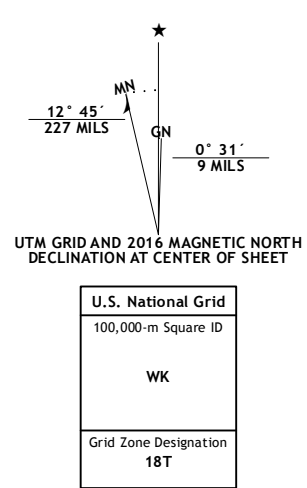 ★
MN
12° 45´
227 MILS
GN
0° 31´
9 MILS
UTM GRID AND 2016 MAGNETIC NORTH
DECLINATION AT CENTER OF SHEET
U.S. National Grid
100,000-m Square ID
WK
Grid Zone Designation
18T